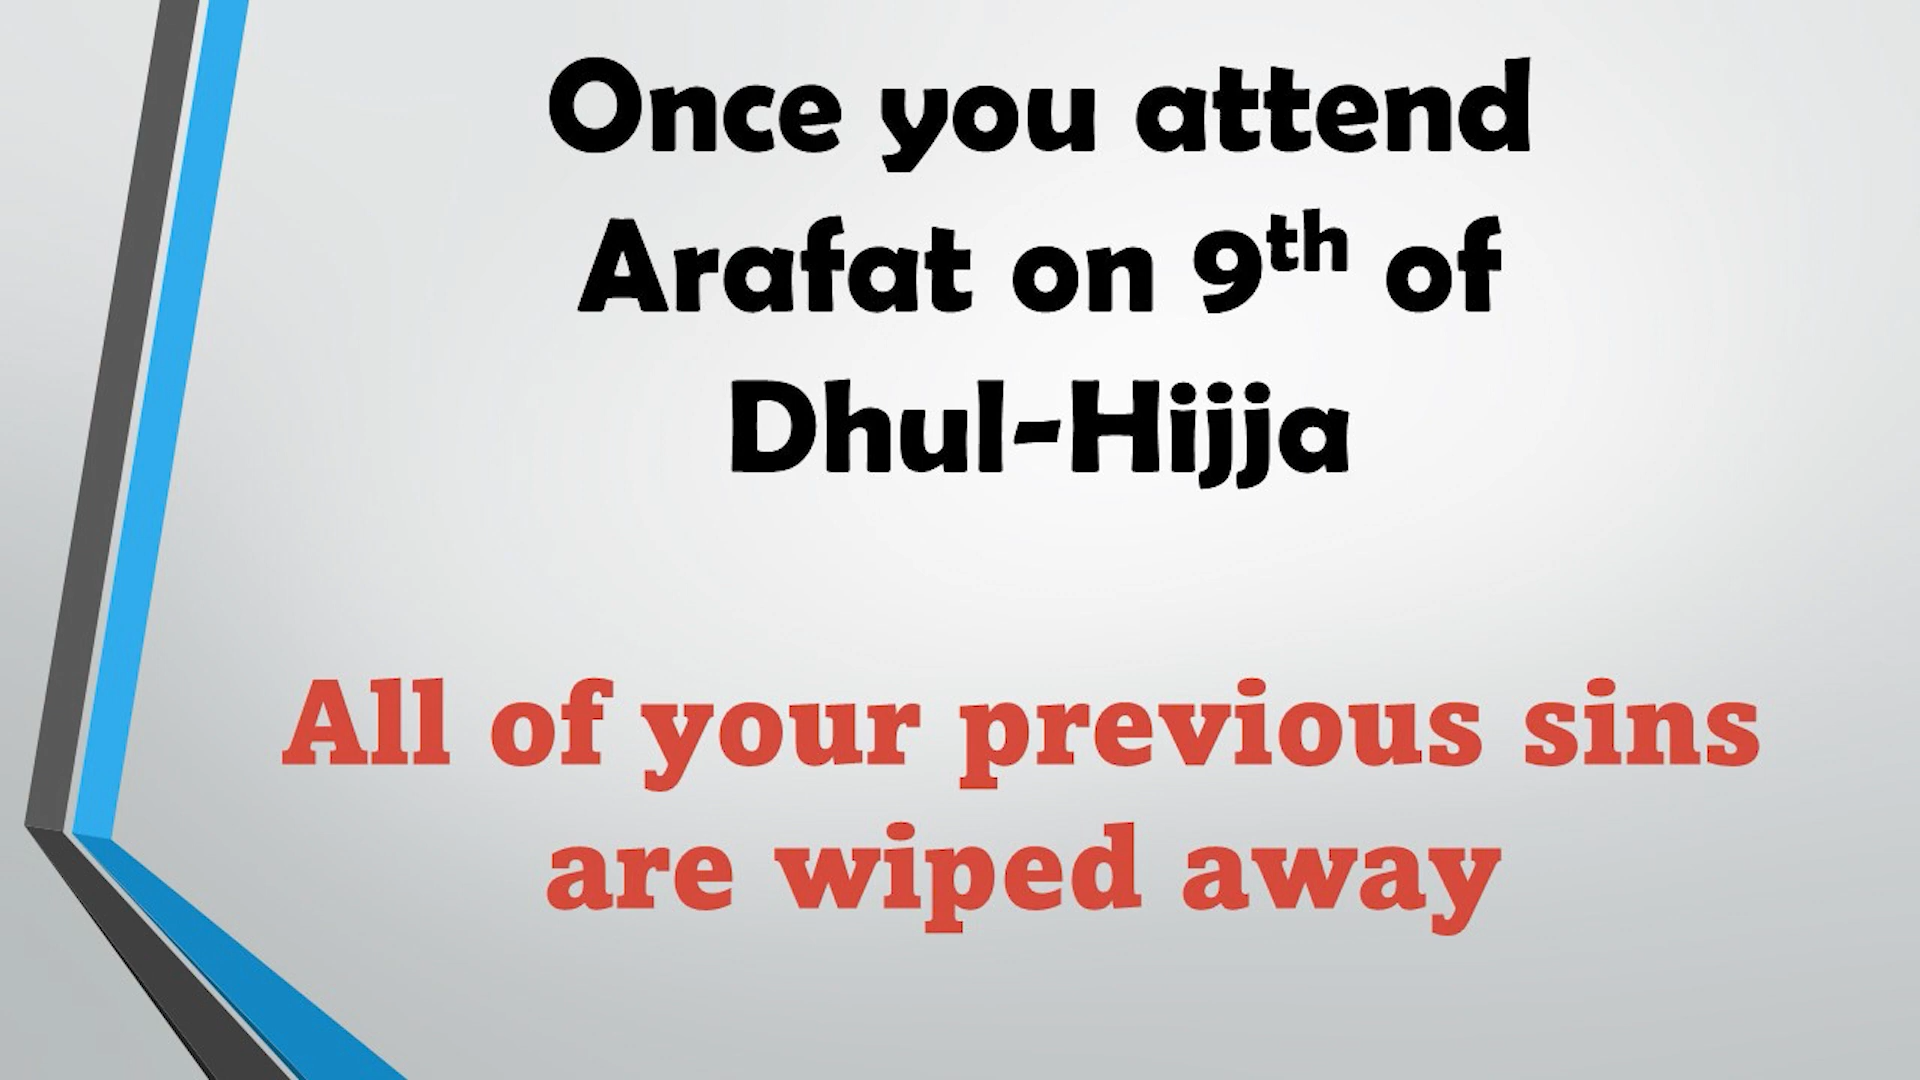 Once you attend
Arafat on 9th of
Dhul-Hijja
All of your previous sins
are wiped away